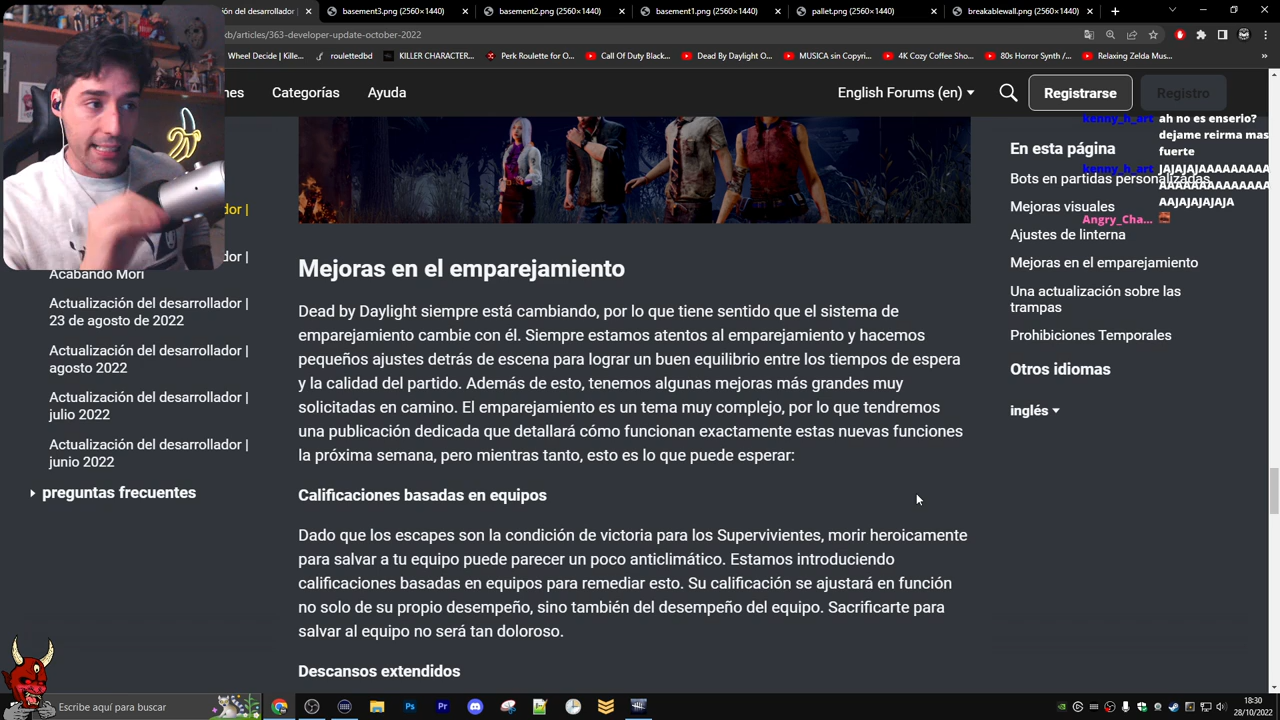 ión del desarrollador |
basement3.png (2560×1440)
basement2.png (2560×1440)
basement1.png (2560×1440)
pallet.png (2560×1440)
breakablewall.png (2560×1440)
kb/articles/363-developer-update-october-2022
Wheel Decide | Kille...
roulettedbd
KILLER CHARACTER...
Perk Roulette for D...
Call Of Duty Black...
Dead By Daylight O...
MUSICA sin Copyri...
4K Cozy Coffee Sho...
80s Horror Synth /...
Relaxing Zelda Mus...
nes
Categorías
Ayuda
English Forums (en)
Registrarse
Registro
kenny_h_art ah no es enserio?
dejame reirma mas
fuerte
kenny_h_art JAJAJAJAAAAAAAAA
AAAAAAAAAAAAAAA
AAJAJAJAJAJA
Angry_Cha...
ador |
ador |
Acabando Mori
Actualización del desarrollador |
23 de agosto de 2022
Actualización del desarrollador |
agosto 2022
Actualización del desarrollador |
julio 2022
Actualización del desarrollador |
junio 2022
preguntas frecuentes
Mejoras en el emparejamiento
Dead by Daylight siempre está cambiando, por lo que tiene sentido que el sistema de
emparejamiento cambie con él. Siempre estamos atentos al emparejamiento y hacemos
pequeños ajustes detrás de escena para lograr un buen equilibrio entre los tiempos de espera
y la calidad del partido. Además de esto, tenemos algunas mejoras más grandes muy
solicitadas en camino. El emparejamiento es un tema muy complejo, por lo que tendremos
una publicación dedicada que detallará cómo funcionan exactamente estas nuevas funciones
la próxima semana, pero mientras tanto, esto es lo que puede esperar:
Calificaciones basadas en equipos
Dado que los escapes son la condición de victoria para los Supervivientes, morir heroicamente
para salvar a tu equipo puede parecer un poco anticlimático. Estamos introduciendo
calificaciones basadas en equipos para remediar esto. Su calificación se ajustará en función
no solo de su propio desempeño, sino también del desempeño del equipo. Sacrificarte para
salvar al equipo no será tan doloroso.
Descansos extendidos
En esta página
Bots en partidas personalizadas
Mejoras visuales
Ajustes de linterna
Mejoras en el emparejamiento
Una actualización sobre las
trampas
Prohibiciones Temporales
Otros idiomas
inglés
Escribe aquí para buscar
18:30
28/10/2022